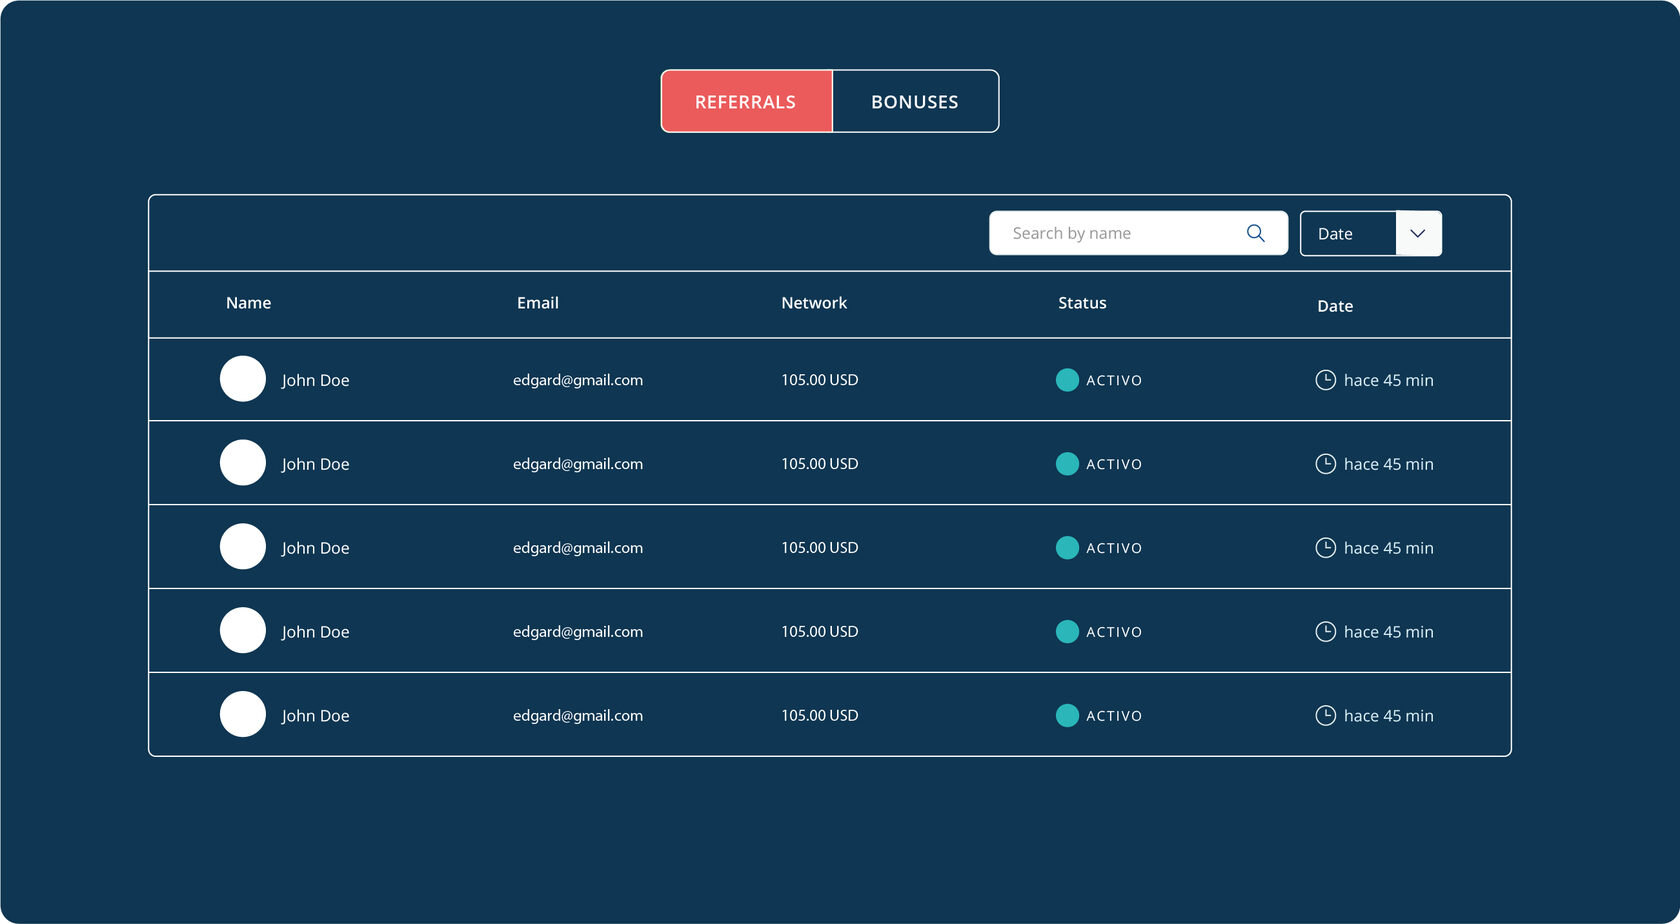 REFERRALS BONUSES
Search by name Date
Name Email Network Status Date
John Doe edgard@gmail.com 105.00 USD ACTIVO hace 45 min
John Doe edgard@gmail.com 105.00 USD ACTIVO hace 45 min
John Doe edgard@gmail.com 105.00 USD ACTIVO hace 45 min
John Doe edgard@gmail.com 105.00 USD ACTIVO hace 45 min
John Doe edgard@gmail.com 105.00 USD ACTIVO hace 45 min